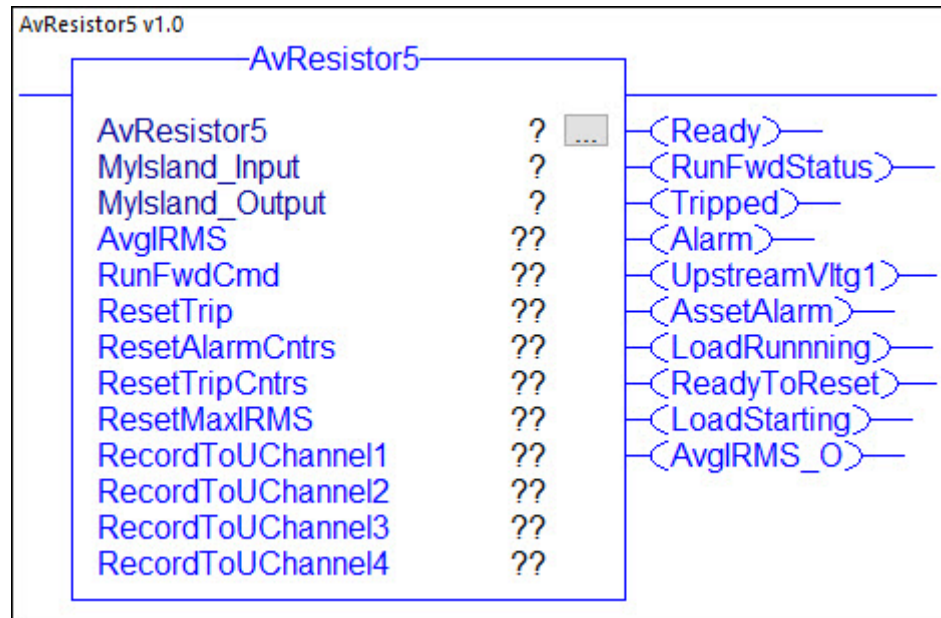 AvResistor5 v1.0
AvResistor5
AvResistor5 ? ... Ready
MyIsland_Input ? RunFwdStatus
MyIsland_Output ? Tripped
AvgIRMS ?? Alarm
RunFwdCmd ?? UpstreamVltg1
ResetTrip ?? AssetAlarm
ResetAlarmCntrs ?? LoadRunnning
ResetTripCntrs ?? ReadyToReset
ResetMaxIRMS ?? LoadStarting
RecordToUChannel1 ?? AvgIRMS_O
RecordToUChannel2 ??
RecordToUChannel3 ??
RecordToUChannel4 ??